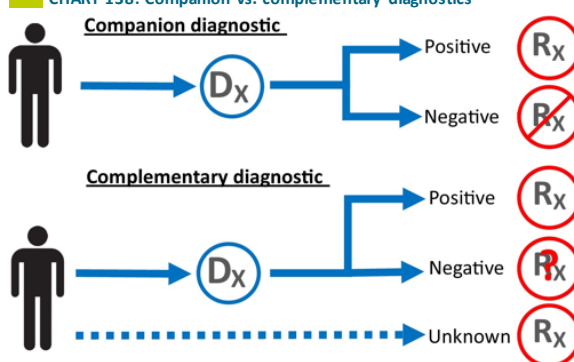 CHART 138: Companion vs. complementary diagnostics
Companion diagnostic
Positive
RX
DX
Negative
RX
Complementary diagnostic
Positive
RX
DX
Negative
RX
?
Unknown
RX